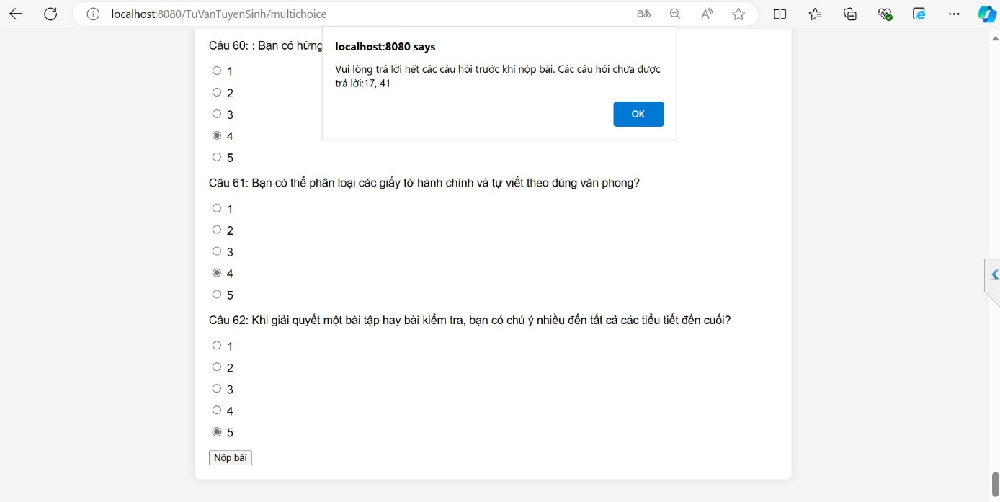 localhost:8080/TuVanTuyenSinh/multichoice
localhost:8080 says
Vui lòng trả lời hết các câu hỏi trước khi nộp bài. Các câu hỏi chưa được
trả lời:17, 41
OK
Câu 60: : Bạn có hứng
1
2
3
4
5
Câu 61: Bạn có thể phân loại các giấy tờ hành chính và tự viết theo đúng văn phong?
1
2
3
4
5
Câu 62: Khi giải quyết một bài tập hay bài kiểm tra, bạn có chú ý nhiều đến tất cả các tiểu tiết đến cuối?
1
2
3
4
5
Nộp bài